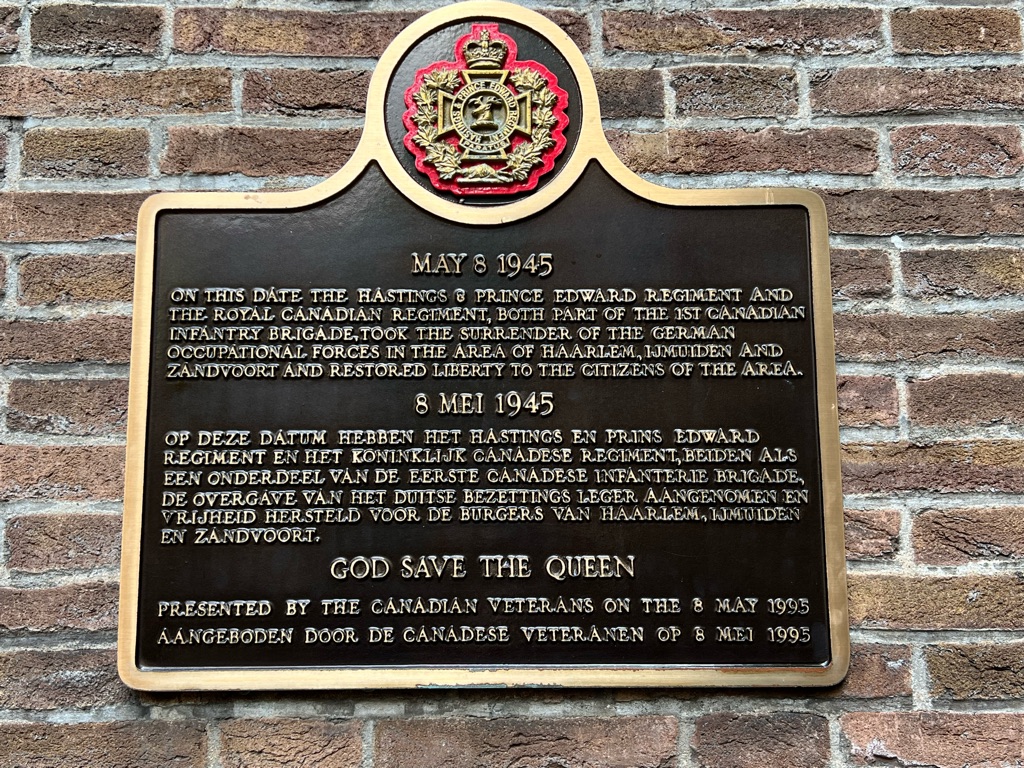 HASTINGS & PRINCE EDWARD REGIMENT
CANADA
MAY 8 1945
ON THIS DATE THE HASTINGS & PRINCE EDWARD REGIMENT AND
THE ROYAL CANADIAN REGIMENT, BOTH PART OF THE 1ST CANADIAN
INFANTRY BRIGADE, TOOK THE SURRENDER OF THE GERMAN
OCCUPATIONAL FORCES IN THE AREA OF HAARLEM, IJMUIDEN AND
ZANDVOORT AND RESTORED LIBERTY TO THE CITIZENS OF THE AREA.
8 MEI 1945
OP DEZE DATUM HEBBEN HET HASTINGS EN PRINS EDWARD
REGIMENT EN HET KONINKLIJK CANADESE REGIMENT, BEIDEN ALS
EEN ONDERDEEL VAN DE EERSTE CANADESE INFANTERIE BRIGADE,
DE OVERGAVE VAN HET DUITSE BEZETTINGS LEGER AANGENOMEN EN
VRIJHEID HERSTELD VOOR DE BURGERS VAN HAARLEM, IJMUIDEN
EN ZANDVOORT.
GOD SAVE THE QUEEN
PRESENTED BY THE CANADIAN VETERANS ON THE 8 MAY 1995
AANGEBODEN DOOR DE CANADESE VETERANEN OP 8 MEI 1995